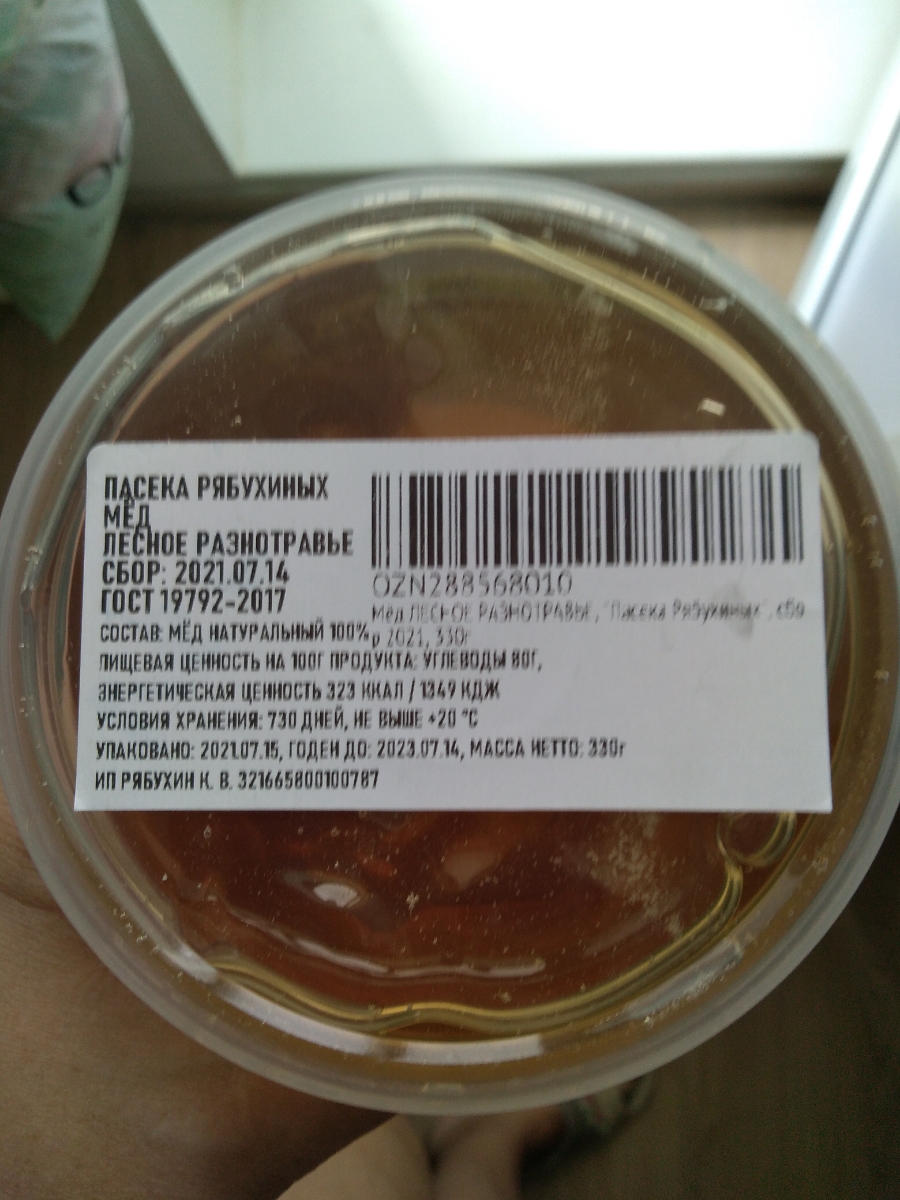 ПАСЕКА РЯБУХИНЫХ
МЁД
ЛЕСНОЕ РАЗНОТРАВЬЕ
СБОР: 2021.07.14
ГОСТ 19792-2017
OZN288568010
Мёд ЛЕСНОЕ РАЗНОТРАВЬЕ, "Пасека Рябухиных", сбо
р 2021, 330г
СОСТАВ: МЁД НАТУРАЛЬНЫЙ 100%
ПИЩЕВАЯ ЦЕННОСТЬ НА 100Г ПРОДУКТА: УГЛЕВОДЫ 80Г,
ЭНЕРГЕТИЧЕСКАЯ ЦЕННОСТЬ 323 ККАЛ / 1349 КДЖ
УСЛОВИЯ ХРАНЕНИЯ: 730 ДНЕЙ, НЕ ВЫШЕ +20 °С
УПАКОВАНО: 2021.07.15, ГОДЕН ДО: 2023.07.14, МАССА НЕТТО: 330г
ИП РЯБУХИН К. В. 321665800100787